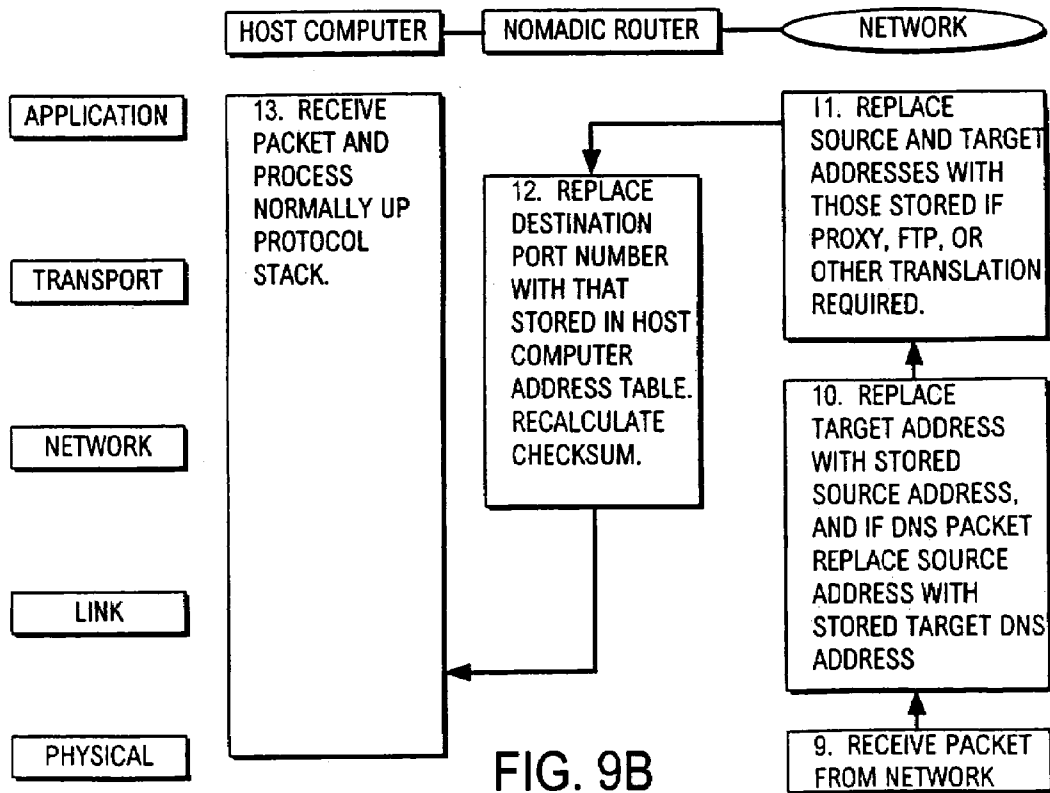 HOST COMPUTER
NOMADIC ROUTER
NETWORK
APPLICATION
TRANSPORT
NETWORK
LINK
PHYSICAL
13. RECEIVE
PACKET AND
PROCESS
NORMALLY UP
PROTOCOL
STACK.
12. REPLACE
DESTINATION
PORT NUMBER
WITH THAT
STORED IN HOST
COMPUTER
ADDRESS TABLE.
RECALCULATE
CHECKSUM.
11. REPLACE
SOURCE AND TARGET
ADDRESSES WITH
THOSE STORED IF
PROXY, FTP, OR
OTHER TRANSLATION
REQUIRED.
10. REPLACE
TARGET ADDRESS
WITH STORED
SOURCE ADDRESS,
AND IF DNS PACKET
REPLACE SOURCE
ADDRESS WITH
STORED TARGET DNS
ADDRESS
9. RECEIVE PACKET
FROM NETWORK
FIG. 9B